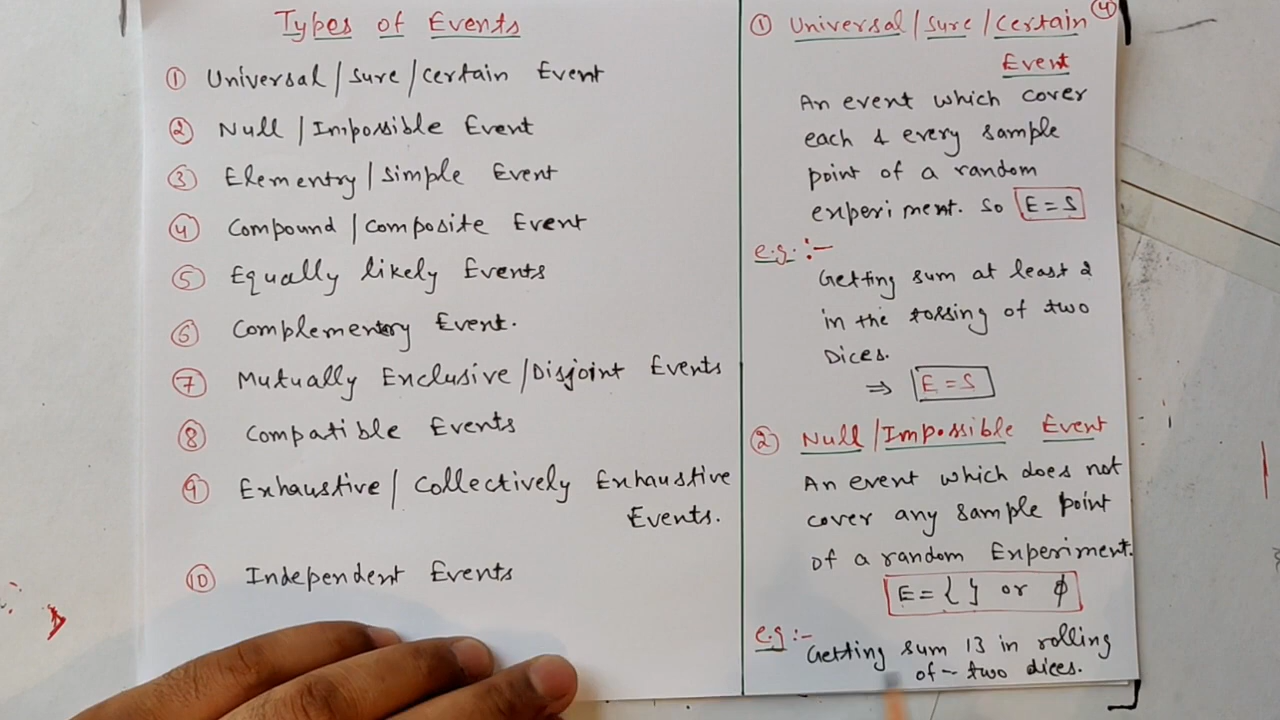 Types of Events
① Universal / Sure / Certain Event
② Null / Impossible Event
③ Elementry / Simple Event
④ Compound / Composite Event
⑤ Equally likely Events
⑥ Complementory Event.
⑦ Mutually Exclusive / Disjoint Events
⑧ Compatible Events
⑨ Exhaustive / Collectively Exhaustive
Events.
⑩ Independent Events
④
① Universal / Sure / Certain
Event
An event which cover
each & every sample
point of a random
experiment. So E = S
e.g. :-
Getting sum at least 2
in the tossing of two
Dices.
⇒ E = S
② Null / Impossible Event
An event which does not
cover any sample point
of a random Experiment.
E = { } or ϕ
e.g :-
Getting sum 13 in rolling
of – two dices.